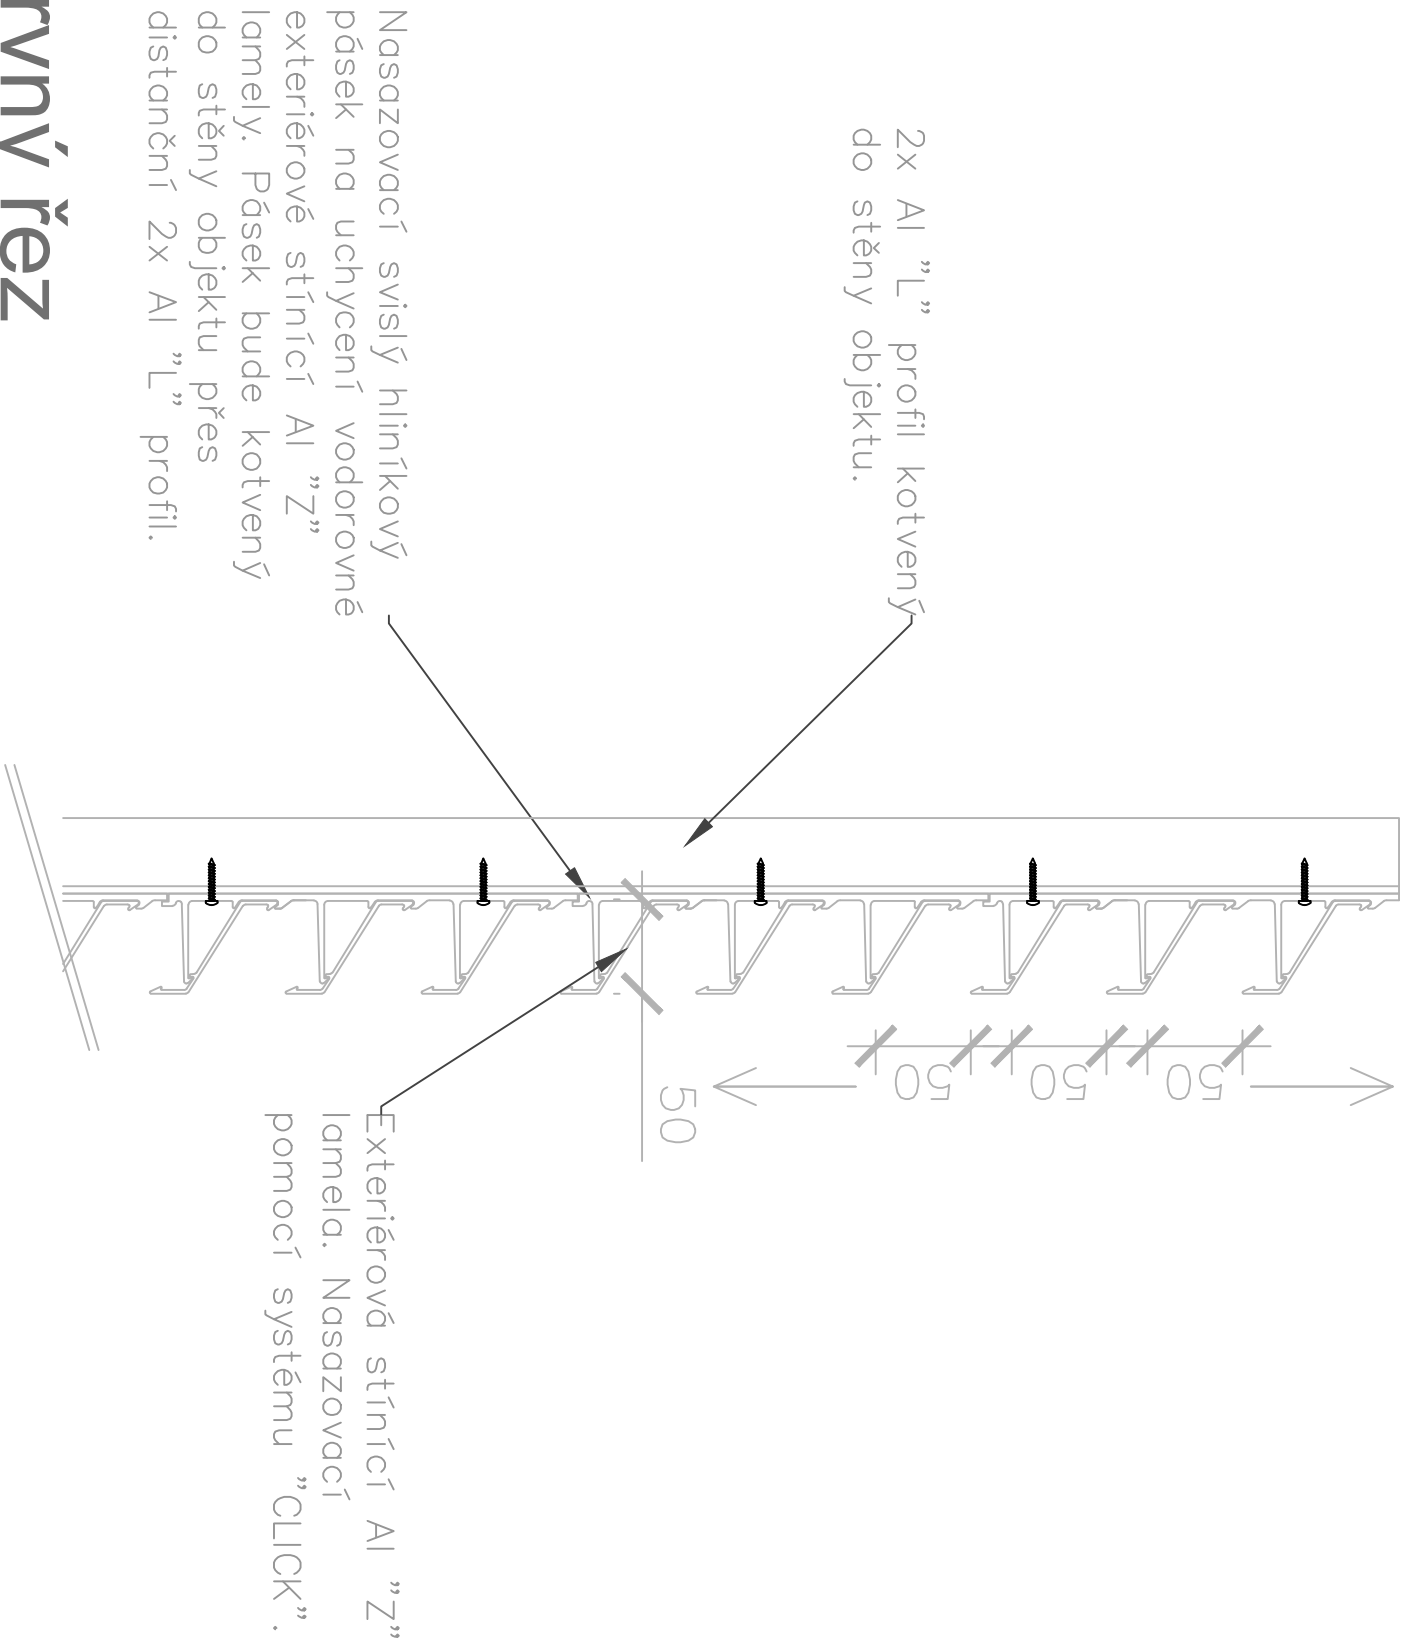 2x Al ”L” profil kotvený
do stěny objektu.
Nasazovací svislý hliníkový
pásek na uchycení vodorovné
exteriérové stínící Al ”Z”
lamely. Pásek bude kotvený
do stěny objektu přes
distanční 2x Al ”L” profil.
50
50
50
50
Exteriérová stínící Al ”Z”
lamela. Nasazovací
pomocí systému ”CLICK”.
rvný řez